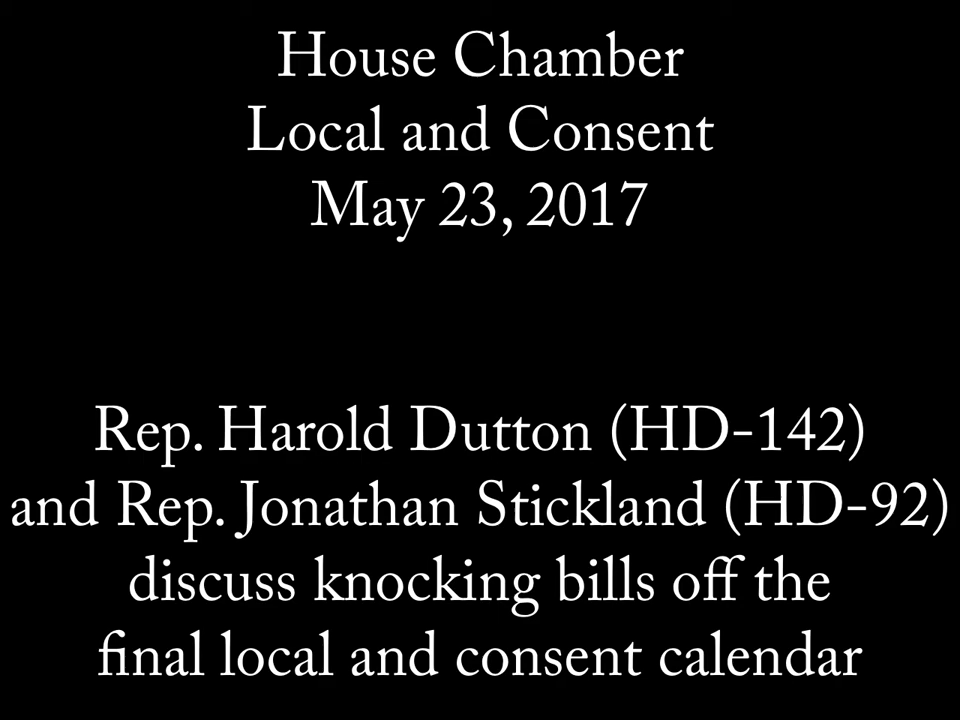 House Chamber
Local and Consent
May 23, 2017
Rep. Harold Dutton (HD-142)
and Rep. Jonathan Stickland (HD-92)
discuss knocking bills off the
final local and consent calendar